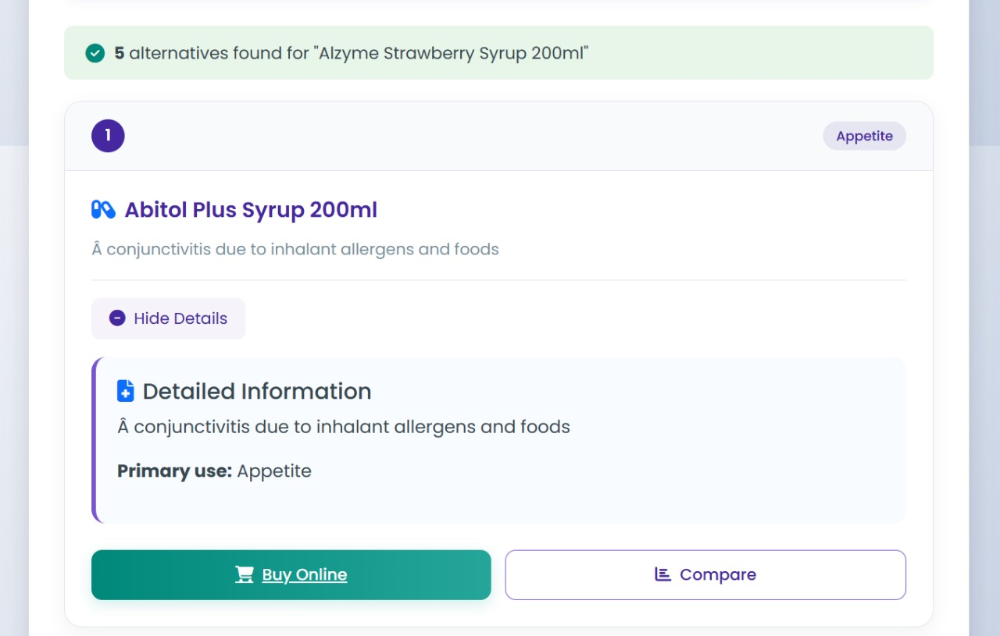 5 alternatives found for "Alzyme Strawberry Syrup 200ml"
1
Appetite
Abitol Plus Syrup 200ml
Â conjunctivitis due to inhalant allergens and foods
Hide Details
Detailed Information
Â conjunctivitis due to inhalant allergens and foods
Primary use: Appetite
Buy Online
Compare